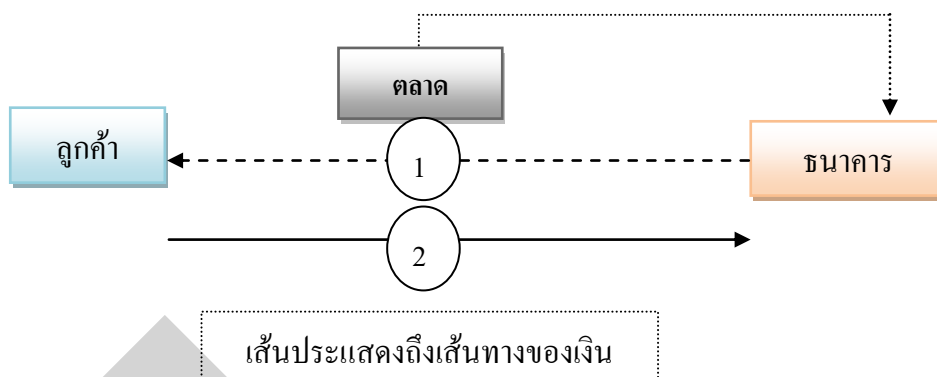 ตลาด
ลูกค้า
1
ธนาคาร
2
เส้นประแสดงถึงเส้นทางของเงิน